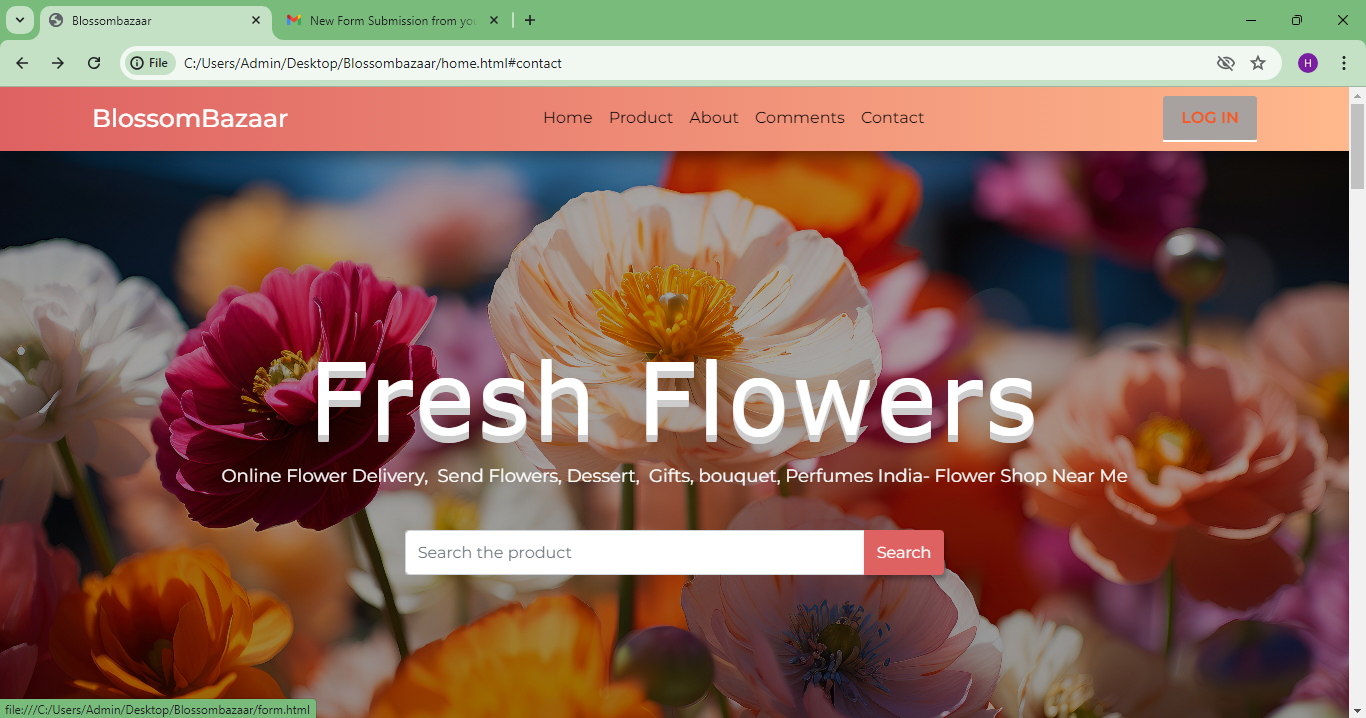 Blossombazaar
New Form Submission from you
File
C:/Users/Admin/Desktop/Blossombazaar/home.html#contact
H
BlossomBazaar
Home Product About Comments Contact
LOG IN
Fresh Flowers
Online Flower Delivery, Send Flowers, Dessert, Gifts, bouquet, Perfumes India- Flower Shop Near Me
Search the product
Search
file:///C:/Users/Admin/Desktop/Blossombazaar/form.html